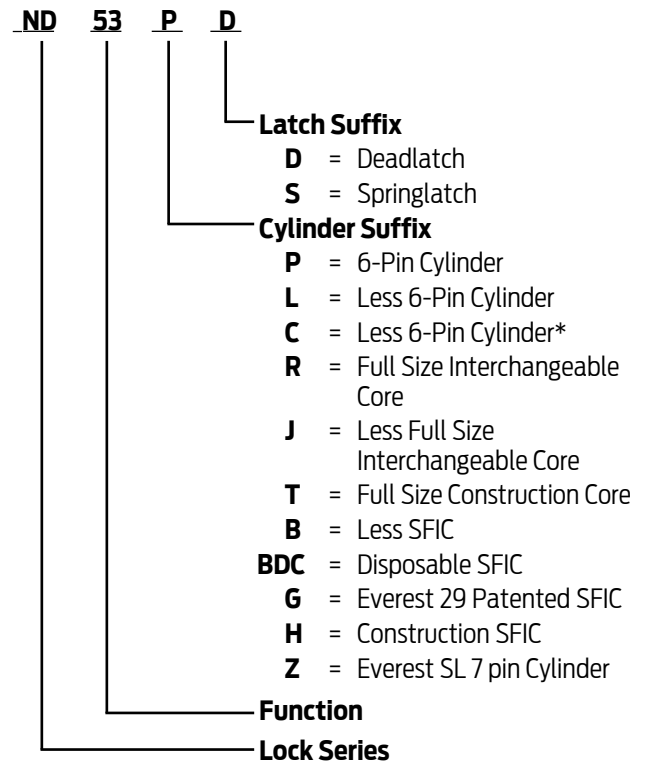 ND 53 P D
Latch Suffix
D = Deadlatch
S = Springlatch
Cylinder Suffix
P = 6-Pin Cylinder
L = Less 6-Pin Cylinder
C = Less 6-Pin Cylinder*
R = Full Size Interchangeable
Core
J = Less Full Size
Interchangeable Core
T = Full Size Construction Core
B = Less SFIC
BDC = Disposable SFIC
G = Everest 29 Patented SFIC
H = Construction SFIC
Z = Everest SL 7 pin Cylinder
Function
Lock Series